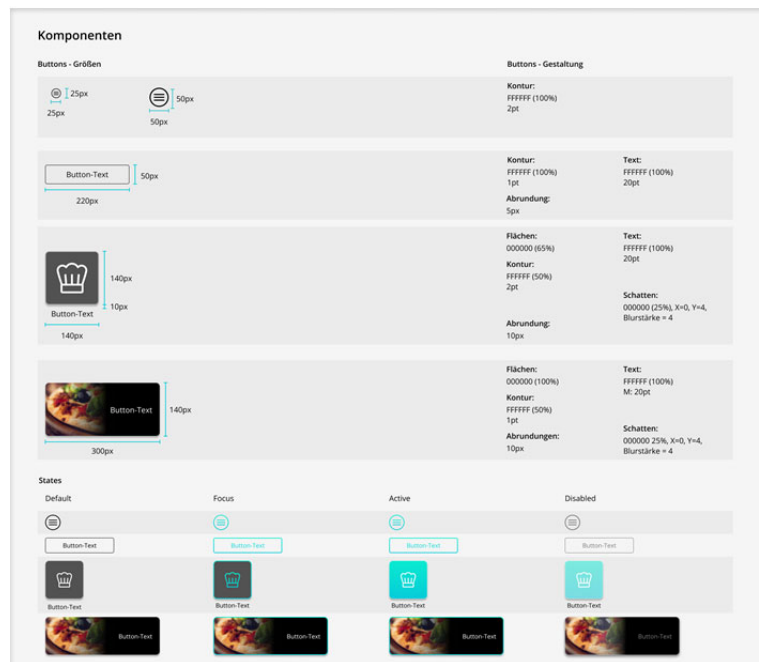 Komponenten
Buttons - Größen
Buttons - Gestaltung
25px
25px
50px
50px
Kontur:
FFFFFF (100%)
2pt
Button-Text
50px
220px
Kontur:
FFFFFF (100%)
1pt
Abrundung:
5px
Text:
FFFFFF (100%)
20pt
140px
10px
Button-Text
140px
Flächen:
000000 (65%)
Kontur:
FFFFFF (50%)
2pt
Abrundung:
10px
Text:
FFFFFF (100%)
20pt
Schatten:
000000 (25%), X=0, Y=4,
Blurstärke = 4
Button-Text
140px
300px
Flächen:
000000 (100%)
Kontur:
FFFFFF (50%)
1pt
Abrundungen:
10px
Text:
FFFFFF (100%)
M: 20pt
Schatten:
000000 25%, X=0, Y=4,
Blurstärke = 4
States
Default
Focus
Active
Disabled
Button-Text
Button-Text
Button-Text
Button-Text
Button-Text
Button-Text
Button-Text
Button-Text
Button-Text
Button-Text
Button-Text
Button-Text